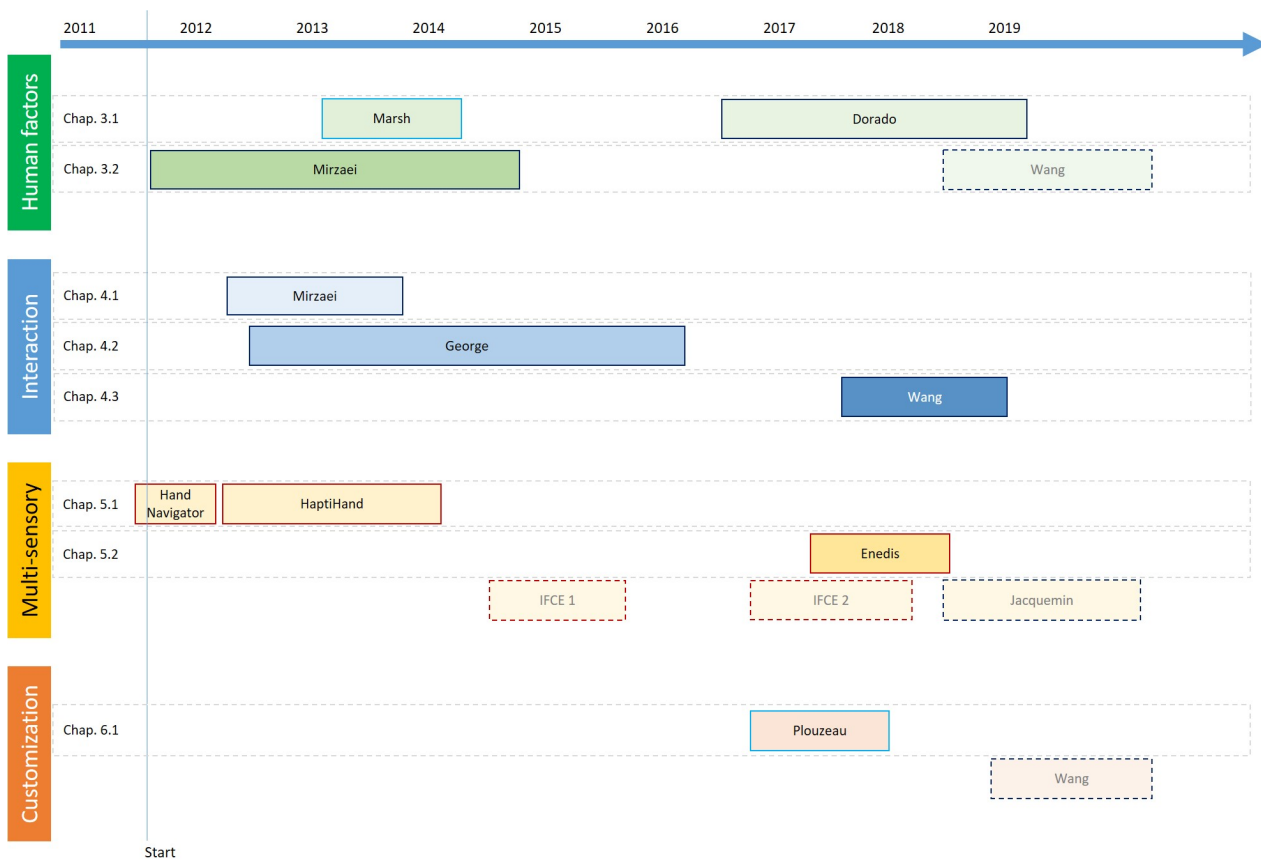 2011 2012 2013 2014 2015 2016 2017 2018 2019
Human factors
Chap. 3.1 Marsh Dorado
Chap. 3.2 Mirzaei Wang
Interaction
Chap. 4.1 Mirzaei
Chap. 4.2 George
Chap. 4.3 Wang
Multi-sensory
Chap. 5.1 Hand
Navigator HaptiHand
Chap. 5.2 Enedis
IFCE 1 IFCE 2 Jacquemin
Customization
Chap. 6.1 Plouzeau
Wang
Start